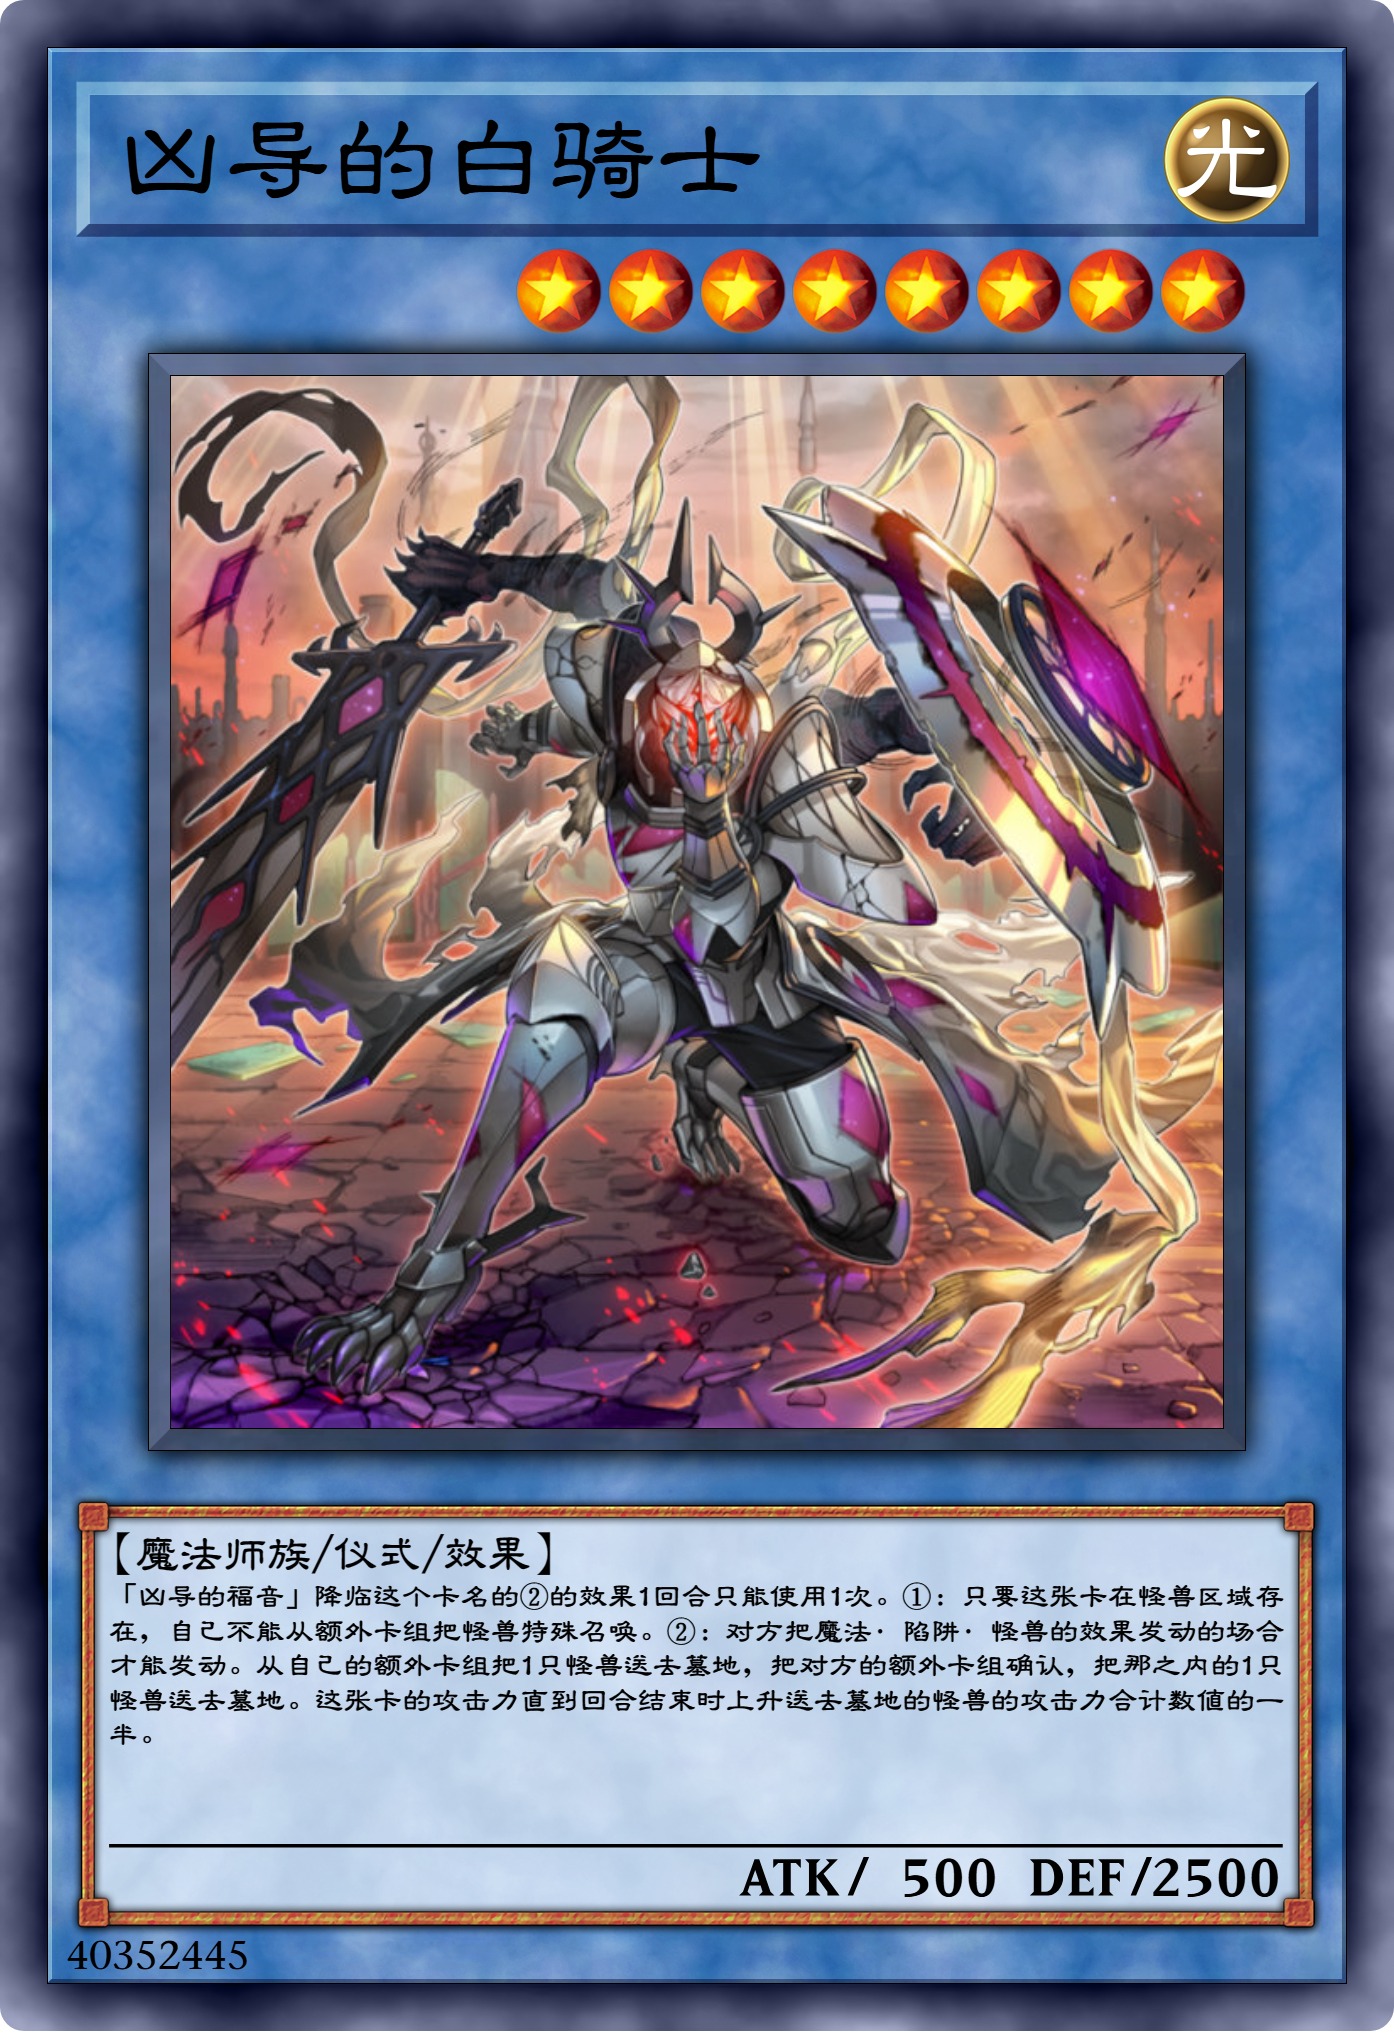 凶导的白骑士
光
【魔法师族/仪式/效果】
「凶导的福音」降临这个卡名的②的效果1回合只能使用1次。①：只要这张卡在怪兽区域存
在，自己不能从额外卡组把怪兽特殊召唤。②：对方把魔法·陷阱·怪兽的效果发动的场合
才能发动。从自己的额外卡组把1只怪兽送去墓地，把对方的额外卡组确认，把那之内的1只
怪兽送去墓地。这张卡的攻击力直到回合结束时上升送去墓地的怪兽的攻击力合计数值的一
半。
ATK/ 500 DEF/2500
40352445